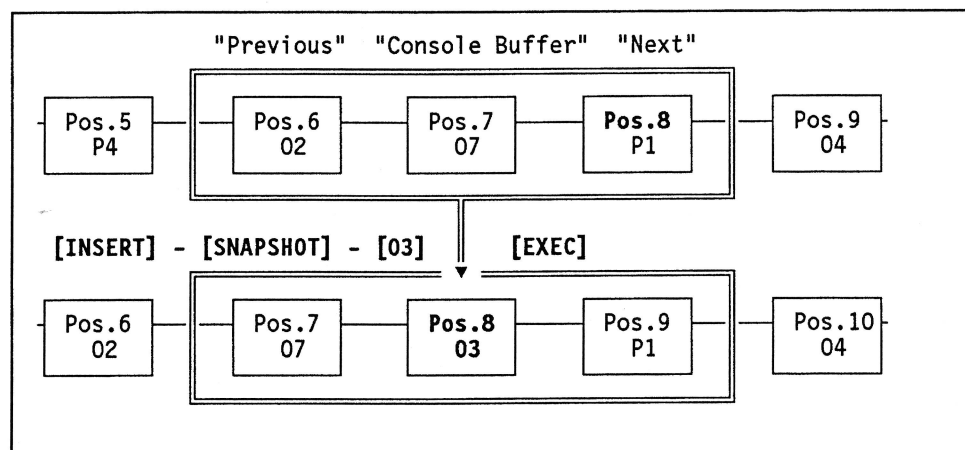 "Previous" "Console Buffer" "Next"
Pos.5 Pos.6 Pos.7 Pos.8 Pos.9
P4 02 07 P1 04
[INSERT] - [SNAPSHOT] - [03] [EXEC]
Pos.6 Pos.7 Pos.8 Pos.9 Pos.10
02 07 03 P1 04